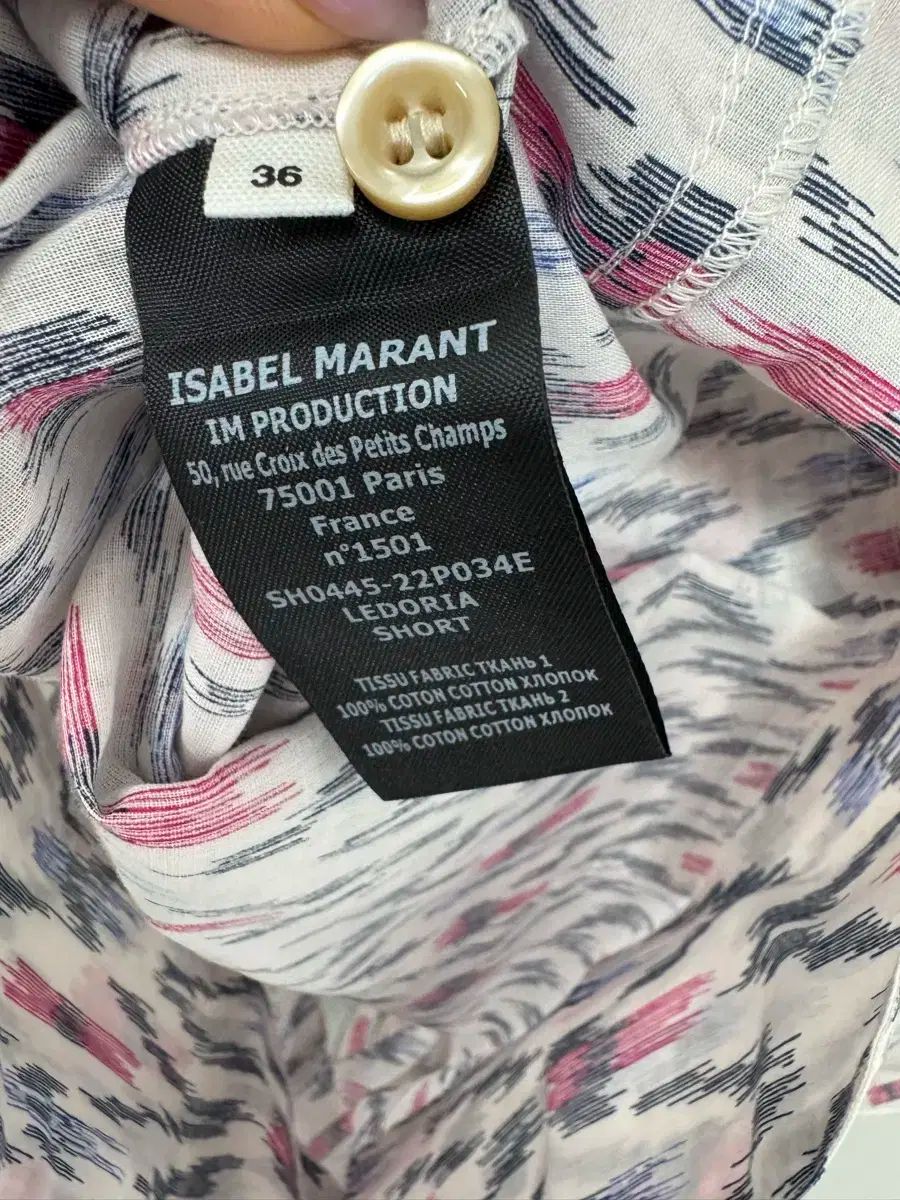 36
ISABEL MARANT
IM PRODUCTION
50, rue Croix des Petits Champs
75001 Paris
France
n°1501
SH0445-22P034E
LEDORIA
SHORT
TISSU FABRIC ТКАНЬ 1
100% COTON COTTON ХЛОПОК
TISSU FABRIC ТКАНЬ 2
100% COTON COTTON ХЛОПОК